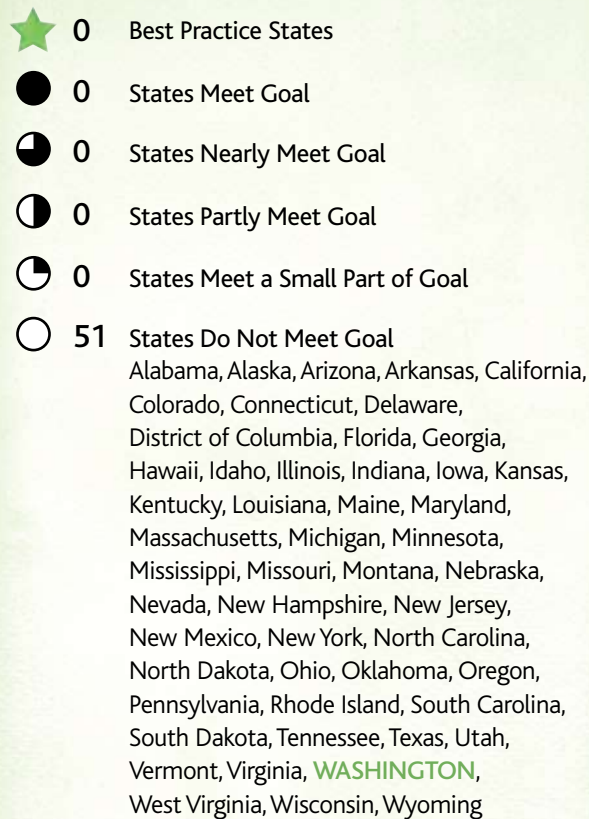 0 Best Practice States
0 States Meet Goal
0 States Nearly Meet Goal
0 States Partly Meet Goal
0 States Meet a Small Part of Goal
51 States Do Not Meet Goal
Alabama, Alaska, Arizona, Arkansas, California,
Colorado, Connecticut, Delaware,
District of Columbia, Florida, Georgia,
Hawaii, Idaho, Illinois, Indiana, Iowa, Kansas,
Kentucky, Louisiana, Maine, Maryland,
Massachusetts, Michigan, Minnesota,
Mississippi, Missouri, Montana, Nebraska,
Nevada, New Hampshire, New Jersey,
New Mexico, New York, North Carolina,
North Dakota, Ohio, Oklahoma, Oregon,
Pennsylvania, Rhode Island, South Carolina,
South Dakota, Tennessee, Texas, Utah,
Vermont, Virginia, WASHINGTON,
West Virginia, Wisconsin, Wyoming